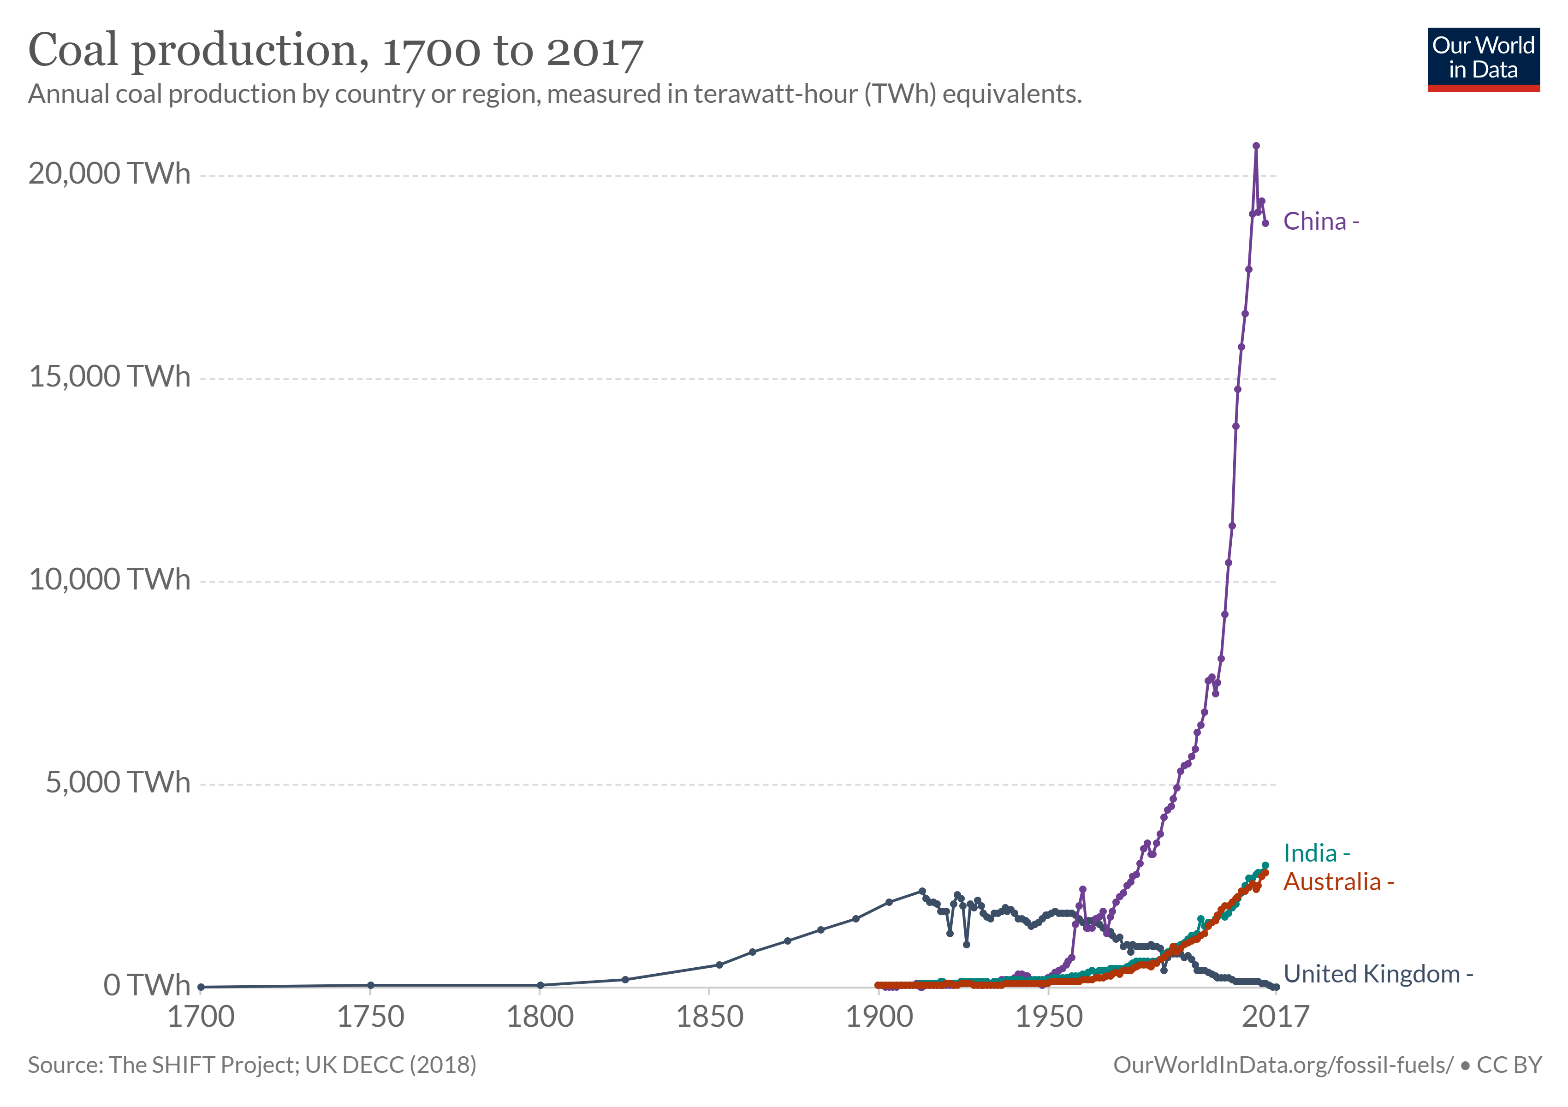 Coal production, 1700 to 2017
Annual coal production by country or region, measured in terawatt-hour (TWh) equivalents.
Our World
in Data
20,000 TWh
15,000 TWh
10,000 TWh
5,000 TWh
0 TWh
China -
India -
Australia -
United Kingdom -
1700
1750
1800
1850
1900
1950
2017
Source: The SHIFT Project; UK DECC (2018)
OurWorldInData.org/fossil-fuels/ • CC BY